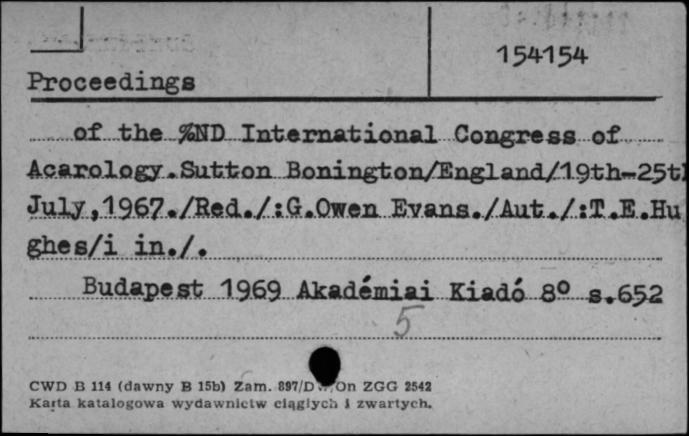 154154
Proceedings
of the %ND International Congress of
Acarology.Sutton Bonington/England/19th-25th
July,1967./Red./:G.Owen Evans./Aut./:T.E.Hu
ghes/i in./.
Budapest 1969 Akadémiai Kiadó 8° s.652
5
CWD B 114 (dawny B 15b) Zam. 897/D On ZGG 2542
Karta katalogowa wydawnictw ciągłych i zwartych.